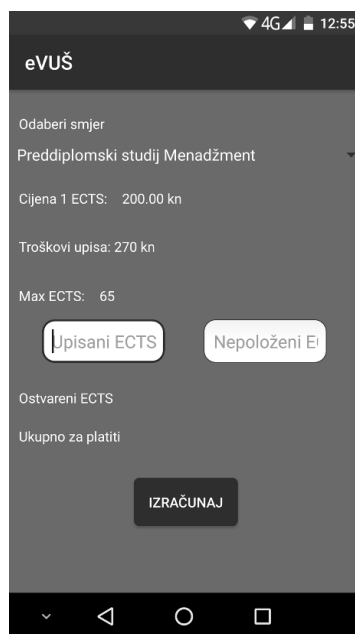 4G 12:55
eVUŠ
Odaberi smjer
Preddiplomski studij Menadžment
Cijena 1 ECTS: 200.00 kn
Troškovi upisa: 270 kn
Max ECTS: 65
Upisani ECTS Nepoloženi E
Ostvareni ECTS
Ukupno za platiti
IZRAČUNAJ